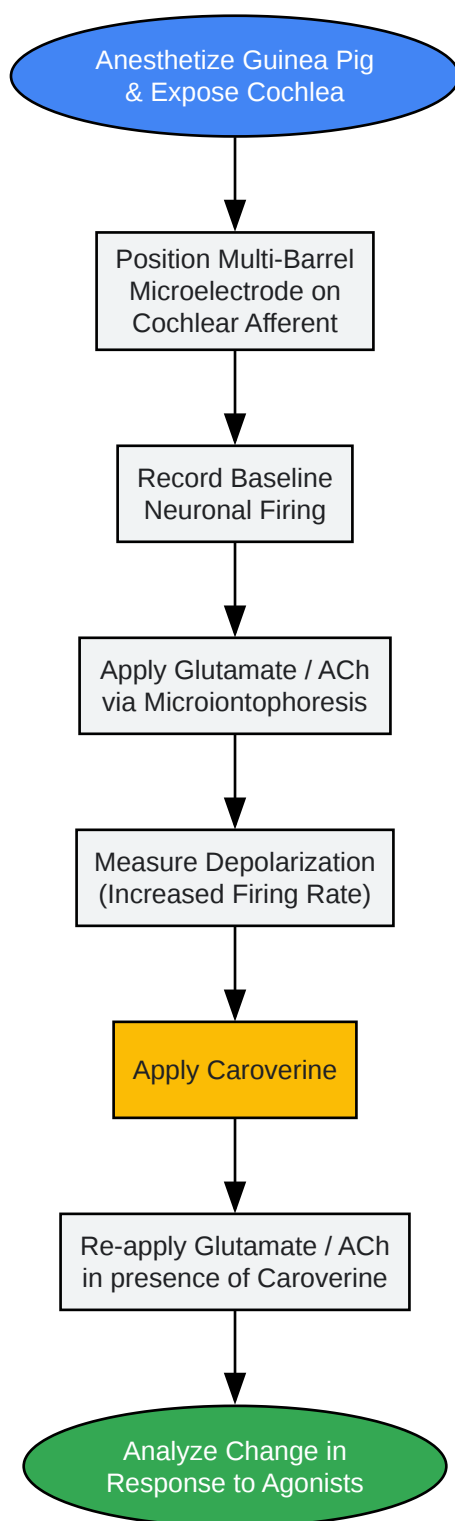 Anesthetize Guinea Pig
& Expose Cochlea
Position Multi-Barrel
Microelectrode on
Cochlear Afferent
Record Baseline
Neuronal Firing
Apply Glutamate / ACh
via Microiontophoresis
Measure Depolarization
(Increased Firing Rate)
Apply Caroverine
Re-apply Glutamate / ACh
in presence of Caroverine
Analyze Change in
Response to Agonists